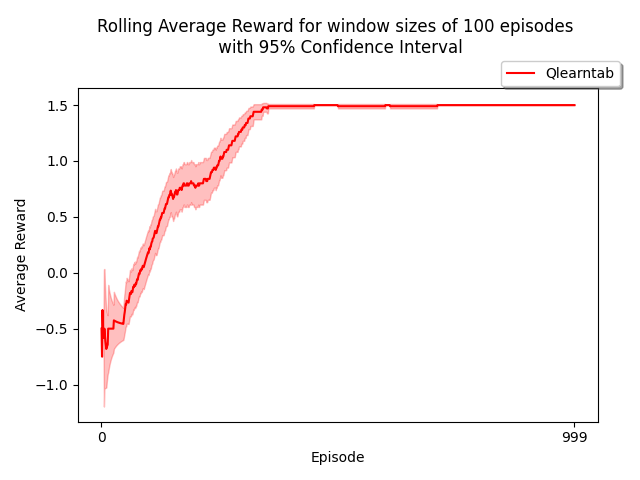 Rolling Average Reward for window sizes of 100 episodes
with 95% Confidence Interval
Qlearntab
1.5
1.0
0.5
0.0
−0.5
−1.0
Average Reward
0
999
Episode